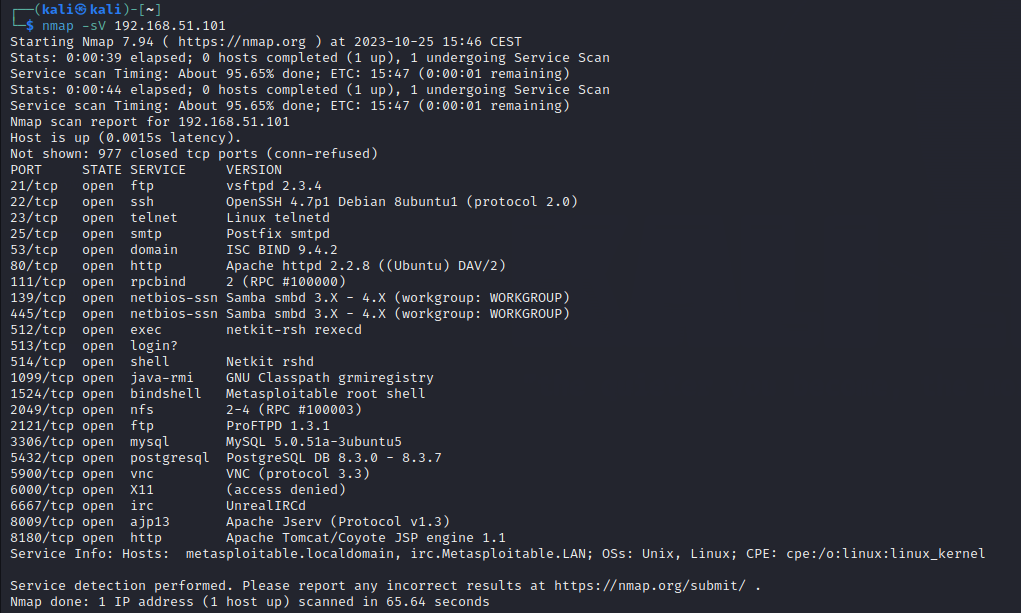 ┌──(kali㉿kali)-[~]
└─$ nmap -sV 192.168.51.101
Starting Nmap 7.94 ( https://nmap.org ) at 2023-10-25 15:46 CEST
Stats: 0:00:39 elapsed; 0 hosts completed (1 up), 1 undergoing Service Scan
Service scan Timing: About 95.65% done; ETC: 15:47 (0:00:01 remaining)
Stats: 0:00:44 elapsed; 0 hosts completed (1 up), 1 undergoing Service Scan
Service scan Timing: About 95.65% done; ETC: 15:47 (0:00:01 remaining)
Nmap scan report for 192.168.51.101
Host is up (0.0015s latency).
Not shown: 977 closed tcp ports (conn-refused)
PORT     STATE SERVICE     VERSION
21/tcp   open  ftp         vsftpd 2.3.4
22/tcp   open  ssh         OpenSSH 4.7p1 Debian 8ubuntu1 (protocol 2.0)
23/tcp   open  telnet      Linux telnetd
25/tcp   open  smtp        Postfix smtpd
53/tcp   open  domain      ISC BIND 9.4.2
80/tcp   open  http        Apache httpd 2.2.8 ((Ubuntu) DAV/2)
111/tcp  open  rpcbind     2 (RPC #100000)
139/tcp  open  netbios-ssn Samba smbd 3.X - 4.X (workgroup: WORKGROUP)
445/tcp  open  netbios-ssn Samba smbd 3.X - 4.X (workgroup: WORKGROUP)
512/tcp  open  exec        netkit-rsh rexecd
513/tcp  open  login?
514/tcp  open  shell       Netkit rshd
1099/tcp open  java-rmi    GNU Classpath grmiregistry
1524/tcp open  bindshell   Metasploitable root shell
2049/tcp open  nfs         2-4 (RPC #100003)
2121/tcp open  ftp         ProFTPD 1.3.1
3306/tcp open  mysql       MySQL 5.0.51a-3ubuntu5
5432/tcp open  postgresql  PostgreSQL DB 8.3.0 - 8.3.7
5900/tcp open  vnc         VNC (protocol 3.3)
6000/tcp open  X11         (access denied)
6667/tcp open  irc         UnrealIRCd
8009/tcp open  ajp13       Apache Jserv (Protocol v1.3)
8180/tcp open  http        Apache Tomcat/Coyote JSP engine 1.1
Service Info: Hosts:  metasploitable.localdomain, irc.Metasploitable.LAN; OSs: Unix, Linux; CPE: cpe:/o:linux:linux_kernel

Service detection performed. Please report any incorrect results at https://nmap.org/submit/ .
Nmap done: 1 IP address (1 host up) scanned in 65.64 seconds